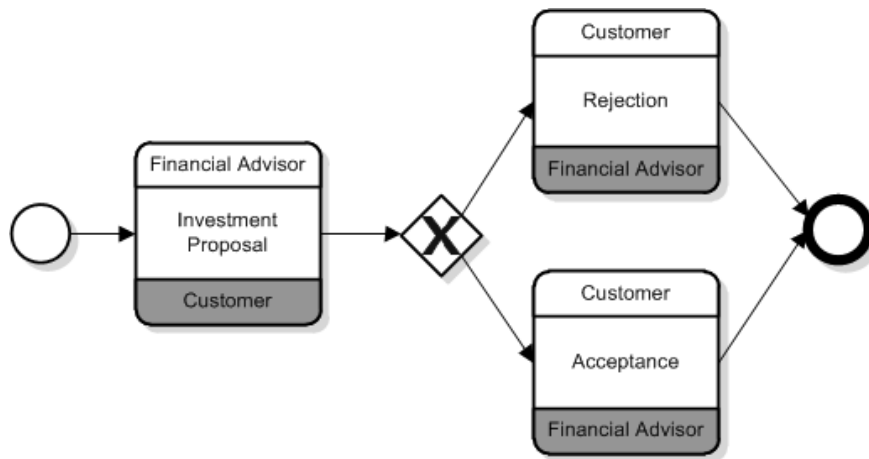 Financial Advisor
Investment
Proposal
Customer
X
Customer
Rejection
Financial Advisor
Customer
Acceptance
Financial Advisor